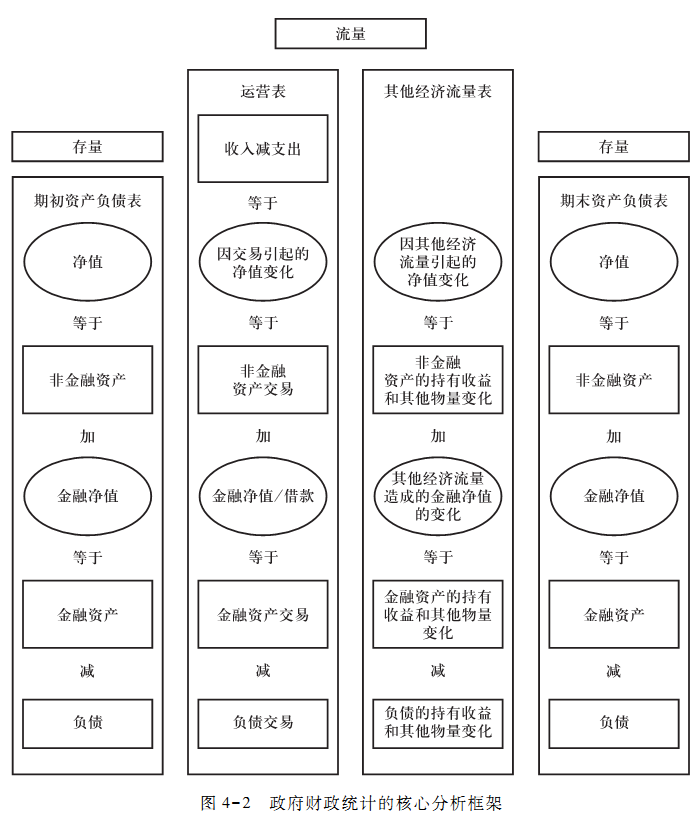 流量
存量
期初资产负债表
净值
等于
非金融资产
加
金融净值
等于
金融资产
减
负债
运营表
收入减支出
等于
因交易引起的
净值变化
等于
非金融
资产交易
加
金融净值/借款
等于
金融资产交易
减
负债交易
其他经济流量表
因其他经济
流量引起的
净值变化
等于
非金融
资产的持有收益
和其他物量变化
加
其他经济流量
造成的金融净值
的变化
等于
金融资产的持有
收益和其他物量
变化
减
负债的持有收益
和其他物量变化
存量
期末资产负债表
净值
等于
非金融资产
加
金融净值
等于
金融资产
减
负债
图 4-2 政府财政统计的核心分析框架